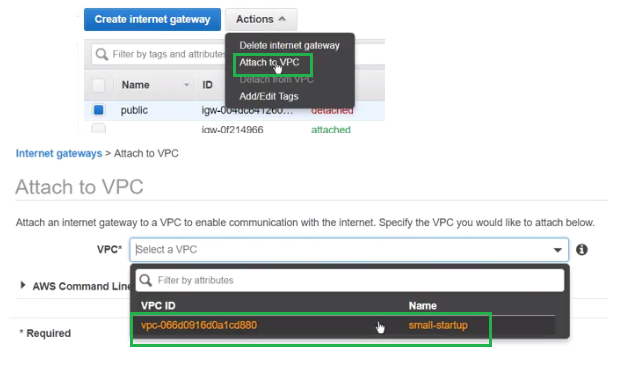 Create internet gateway Actions
Filter by tags and attributes
Delete internet gateway
Attach to VPC
Detach from VPC
Add/Edit Tags
Name ID
public detached
igw-0f214966 attached
Internet gateways > Attach to VPC
Attach to VPC
Attach an internet gateway to a VPC to enable communication with the internet. Specify the VPC you would like to attach below.
VPC* Select a VPC
Filter by attributes
AWS Command Line
VPC ID Name
vpc-066d0916d0a1cd880 small-startup
* Required